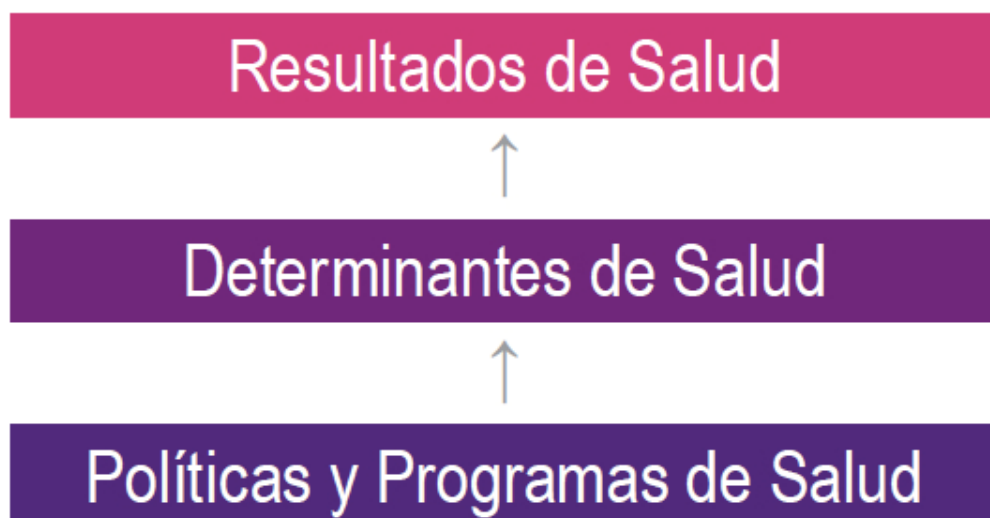 Resultados de Salud
Determinantes de Salud
Políticas y Programas de Salud